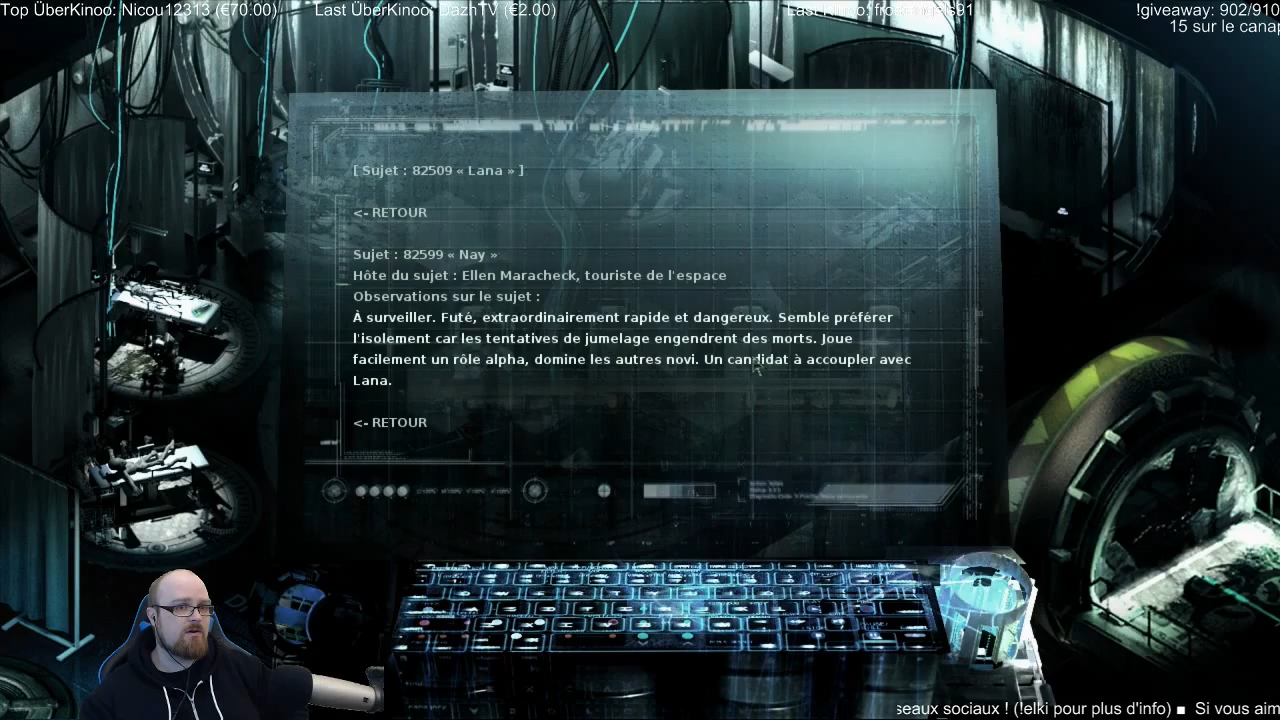 Top ÜberKinoo: Nicou12313 (€70.00)
Last ÜberKinoo: DazhTV (€2.00)
!giveaway: 902/910
15 sur le canap
[ Sujet : 82509 « Lana » ]
<- RETOUR
Sujet : 82599 « Nay »
Hôte du sujet : Ellen Maracheck, touriste de l'espace
Observations sur le sujet :
À surveiller. Futé, extraordinairement rapide et dangereux. Semble préférer
l'isolement car les tentatives de jumelage engendrent des morts. Joue
facilement un rôle alpha, domine les autres novi. Un candidat à accoupler avec
Lana.
<- RETOUR
seaux sociaux ! (!elki pour plus d'info) ■ Si vous aim